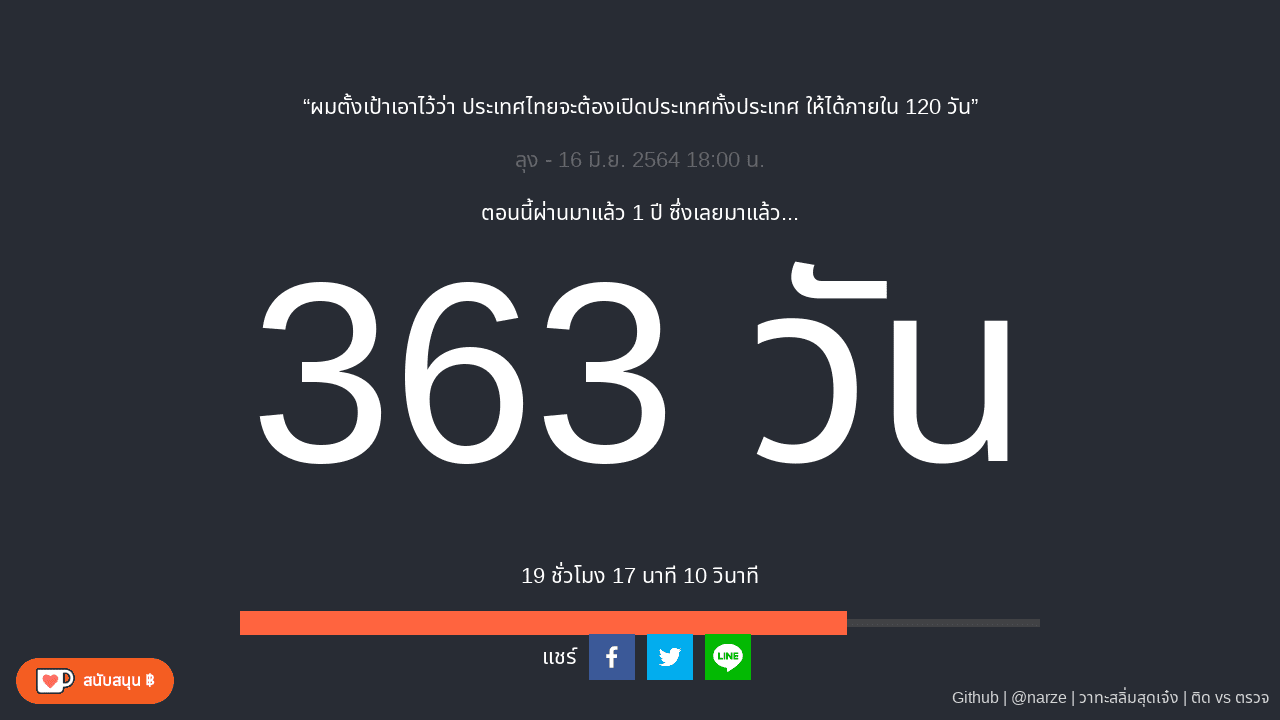 “ผมตั้งเป้าเอาไว้ว่า ประเทศไทยจะต้องเปิดประเทศทั้งประเทศ ให้ได้ภายใน 120 วัน”
ลุง - 16 มิ.ย. 2564 18:00 น.
ตอนนี้ผ่านมาแล้ว 1 ปี ซึ่งเลยมาแล้ว...
363 วัน
19 ชั่วโมง 17 นาที 10 วินาที
แชร์
LINE
สนับสนุน ฿
Github | @narze | วาทะสลิ่มสุดเจ๋ง | ติด vs ตรวจ